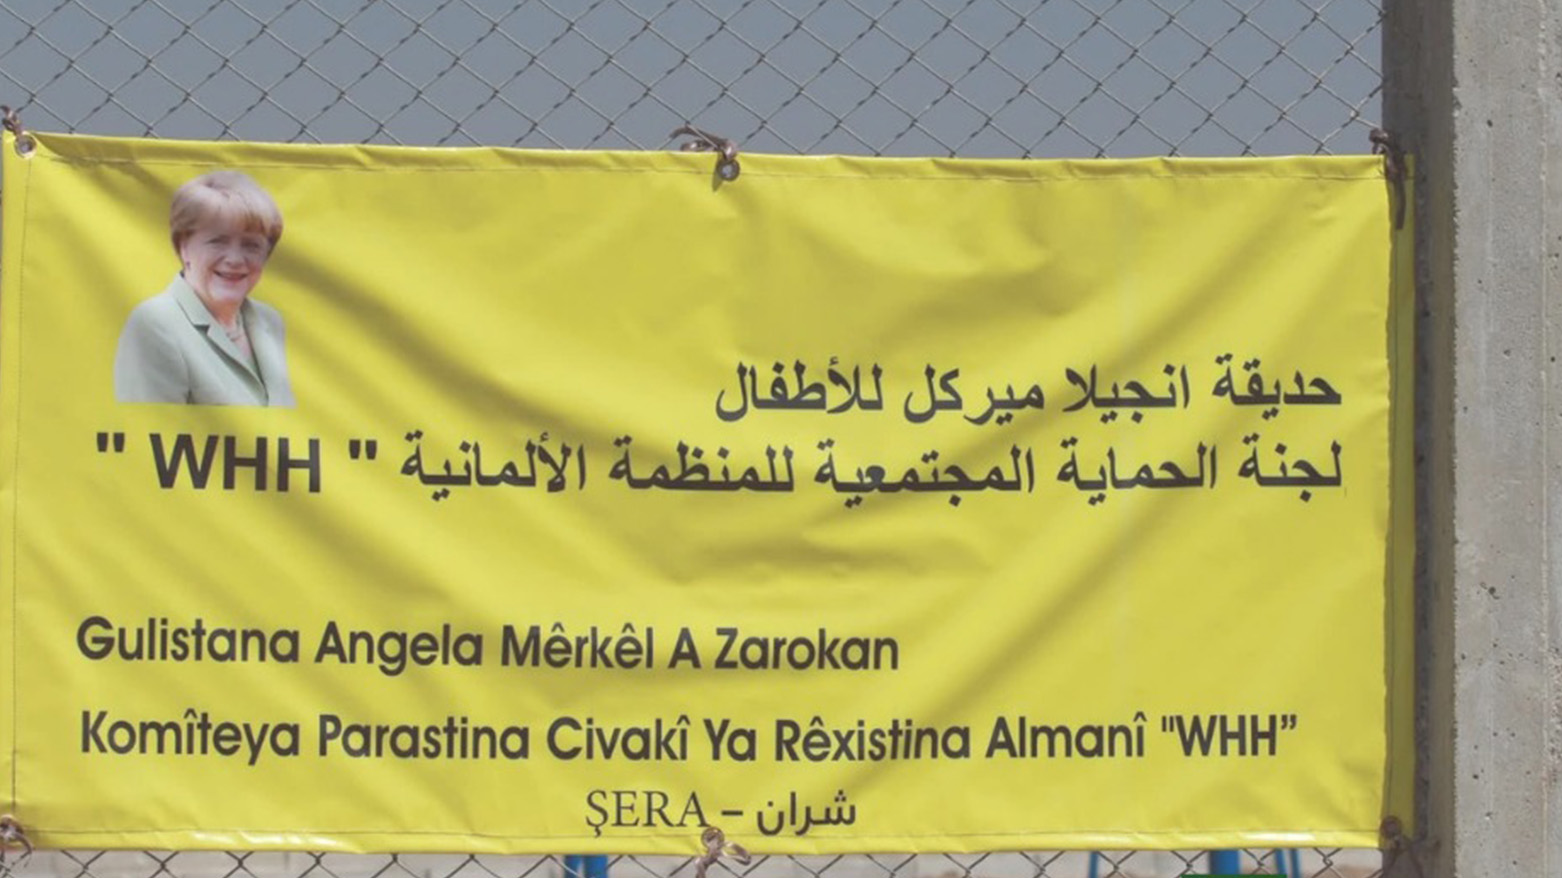 حديقة انجيلا ميركل للأطفال
لجنة الحماية المجتمعية للمنظمة الألمانية " WHH "
Gulistana Angela Mêrkêl A Zarokan
Komîteya Parastina Civakî Ya Rêxistina Almanî "WHH”
ŞERA – شران